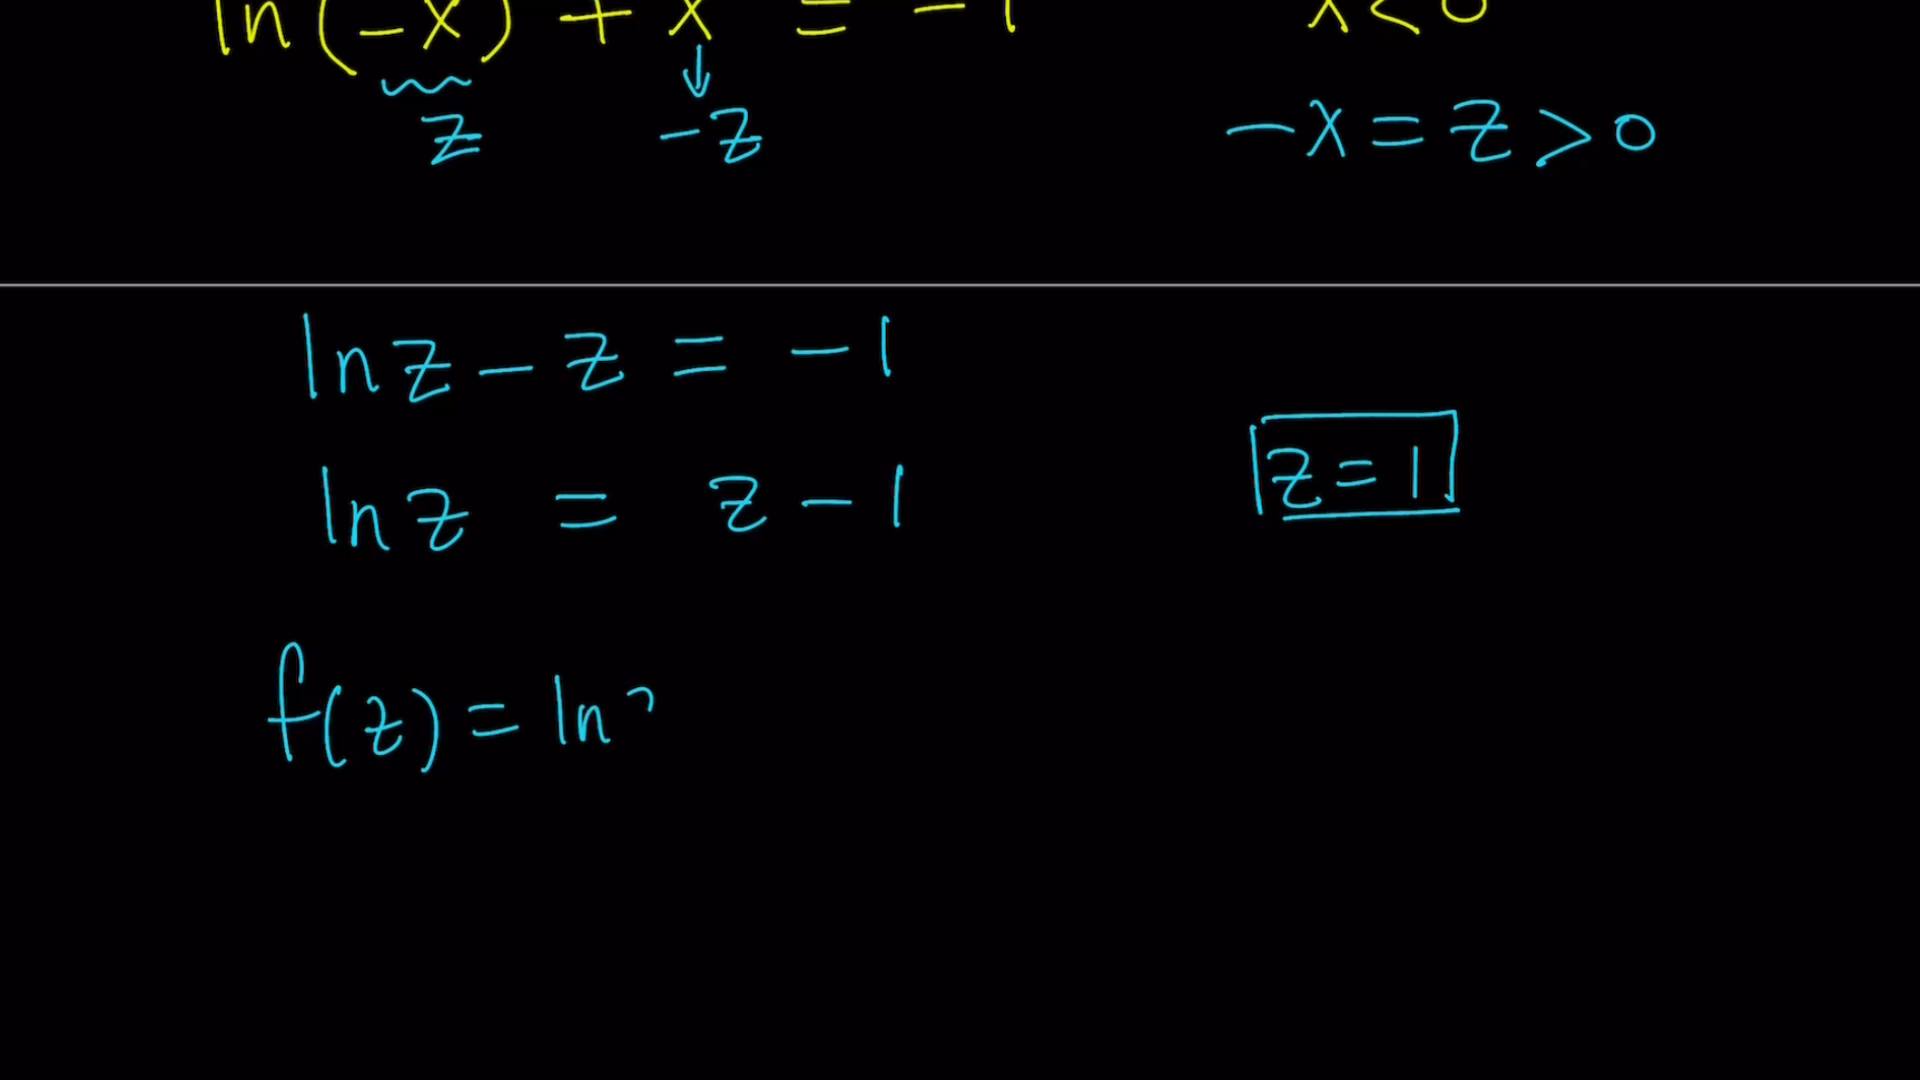 ln(-x) + x = -1 x<0
z -z -x = z > 0
ln z - z = -1
ln z = z - 1 z = 1
f(z) = ln